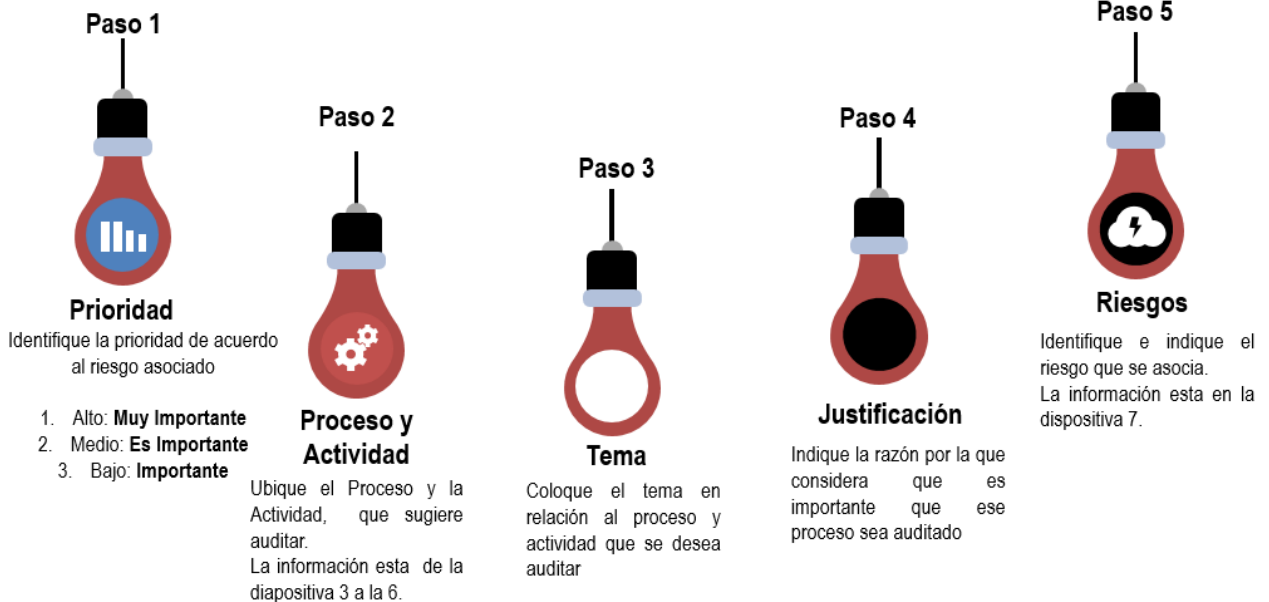 Paso 1
Prioridad
Identifique la prioridad de acuerdo
al riesgo asociado
1. Alto: Muy Importante
2. Medio: Es Importante
3. Bajo: Importante
Paso 2
Proceso y
Actividad
Ubique el Proceso y la
Actividad, que sugiere
auditar.
La información esta de la
diapositiva 3 a la 6.
Paso 3
Tema
Coloque el tema en
relación al proceso y
actividad que se desea
auditar
Paso 4
Justificación
Indique la razón por la que
considera que es
importante que ese
proceso sea auditado
Paso 5
Riesgos
Identifique e indique el
riesgo que se asocia.
La información esta en la
dispositiva 7.